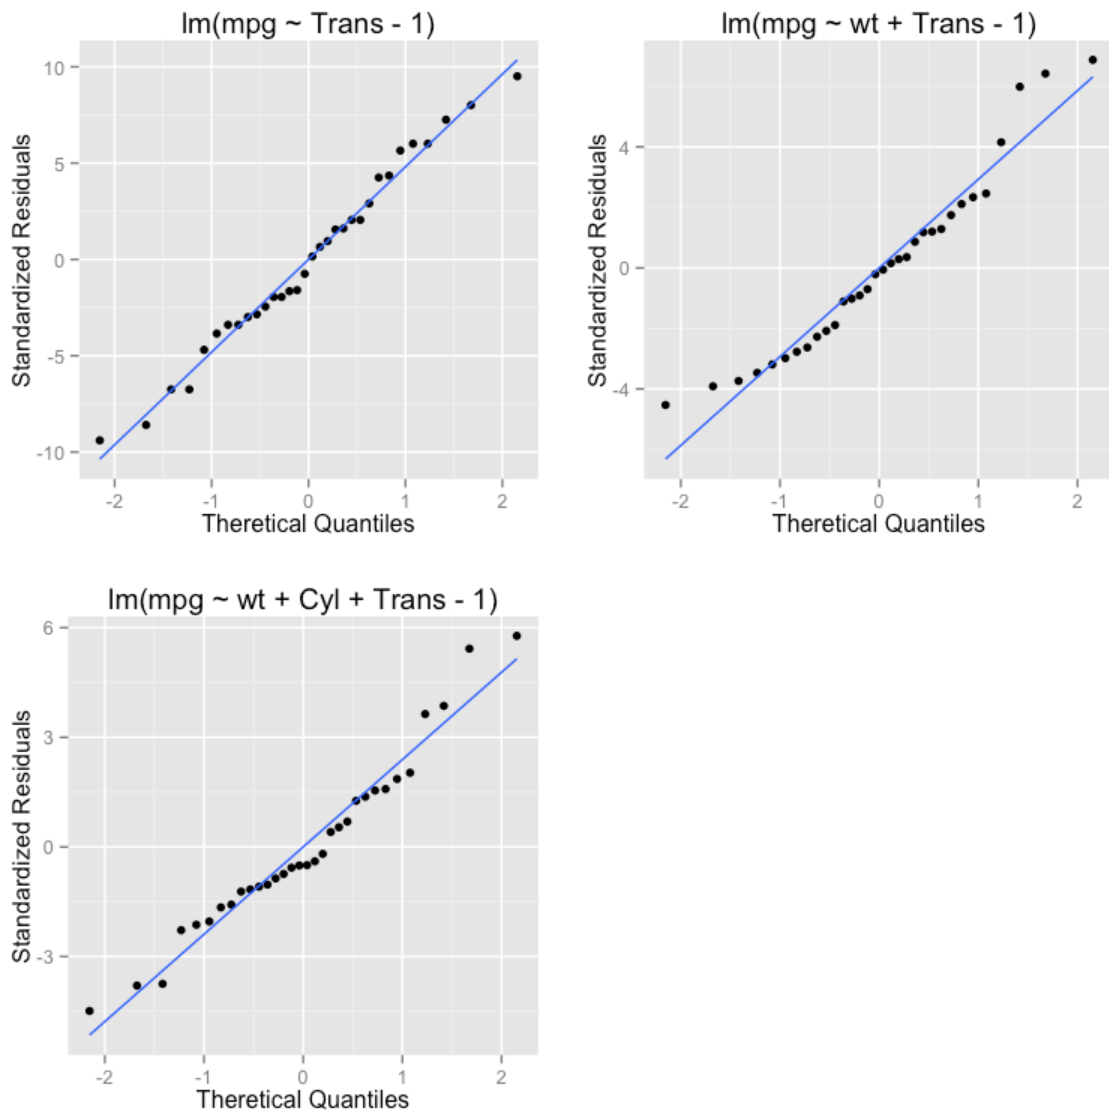 lm(mpg ~ Trans - 1)
10
5
0
-5
-10
Standardized Residuals
-2 -1 0 1 2
Theretical Quantiles
lm(mpg ~ wt + Trans - 1)
4
0
-4
Standardized Residuals
-2 -1 0 1 2
Theretical Quantiles
lm(mpg ~ wt + Cyl + Trans - 1)
6
3
0
-3
Standardized Residuals
-2 -1 0 1 2
Theretical Quantiles